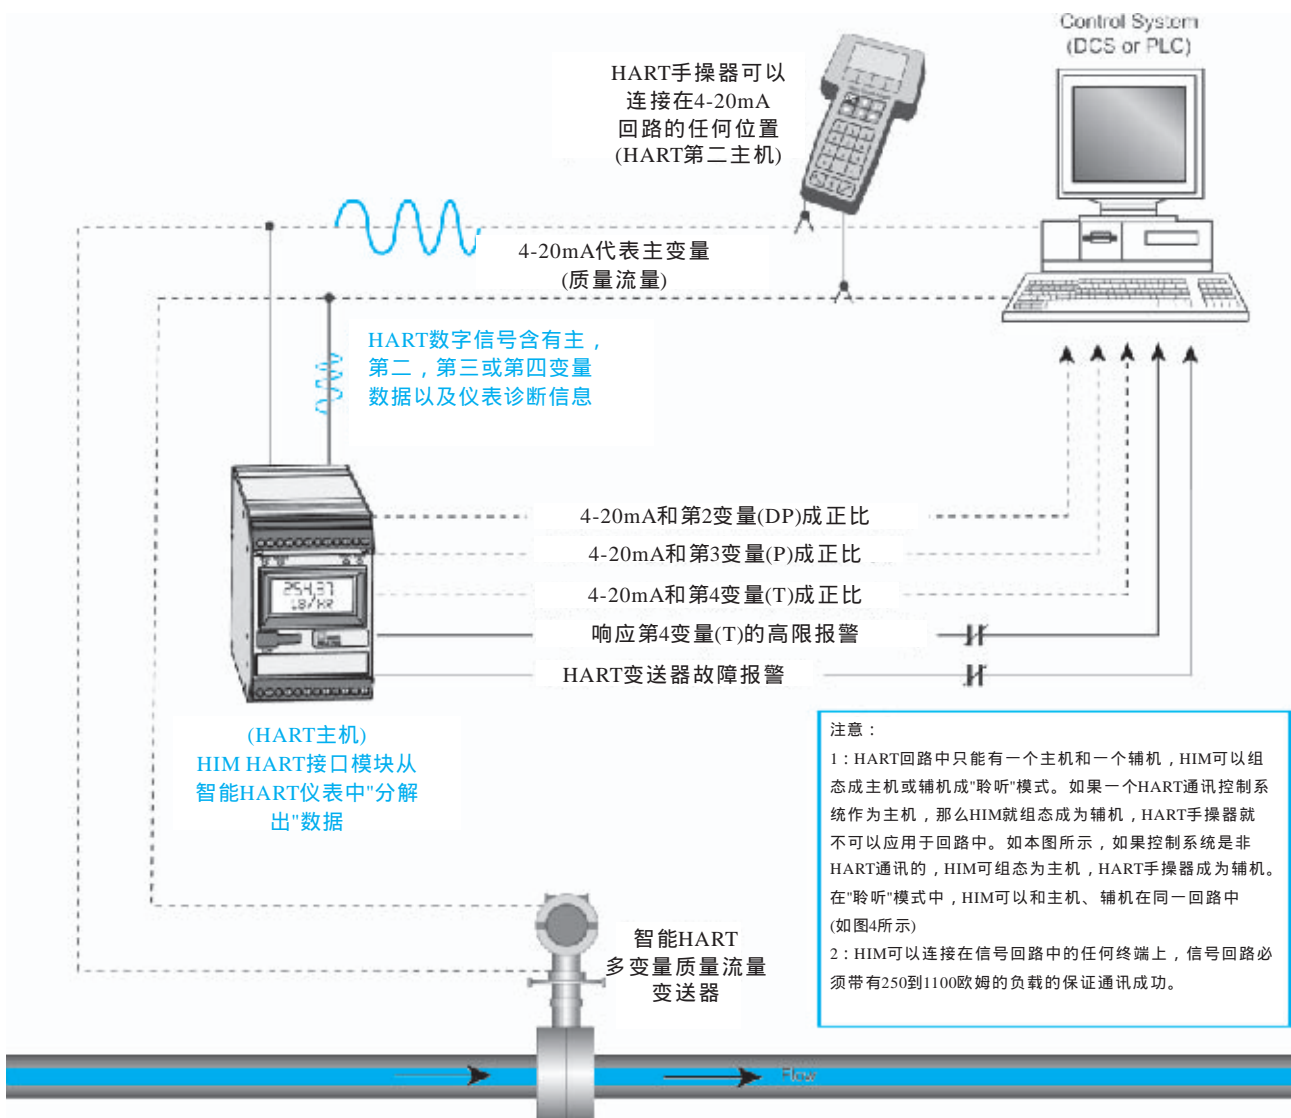 Control System
(DCS or PLC)
HART手操器可以
连接在4-20mA
回路的任何位置
(HART第二主机)
4-20mA代表主变量
(质量流量)
HART数字信号含有主，
第二，第三或第四变量
数据以及仪表诊断信息
4-20mA和第2变量(DP)成正比
4-20mA和第3变量(P)成正比
254.37
LB/HR
4-20mA和第4变量(T)成正比
响应第4变量(T)的高限报警
HART变送器故障报警
(HART主机)
HIM HART接口模块从
智能HART仪表中"分解
出"数据
注意：
1：HART回路中只能有一个主机和一个辅机，HIM可以组
态成主机或辅机成"聆听"模式。如果一个HART通讯控制系
统作为主机，那么HIM就组态成为辅机，HART手操器就
不可以应用于回路中。如本图所示，如果控制系统是非
HART通讯的，HIM可组态为主机，HART手操器成为辅机。
在"聆听"模式中，HIM可以和主机、辅机在同一回路中
(如图4所示)
2：HIM可以连接在信号回路中的任何终端上，信号回路必
须带有250到1100欧姆的负载的保证通讯成功。
智能HART
多变量质量流量
变送器
Flow